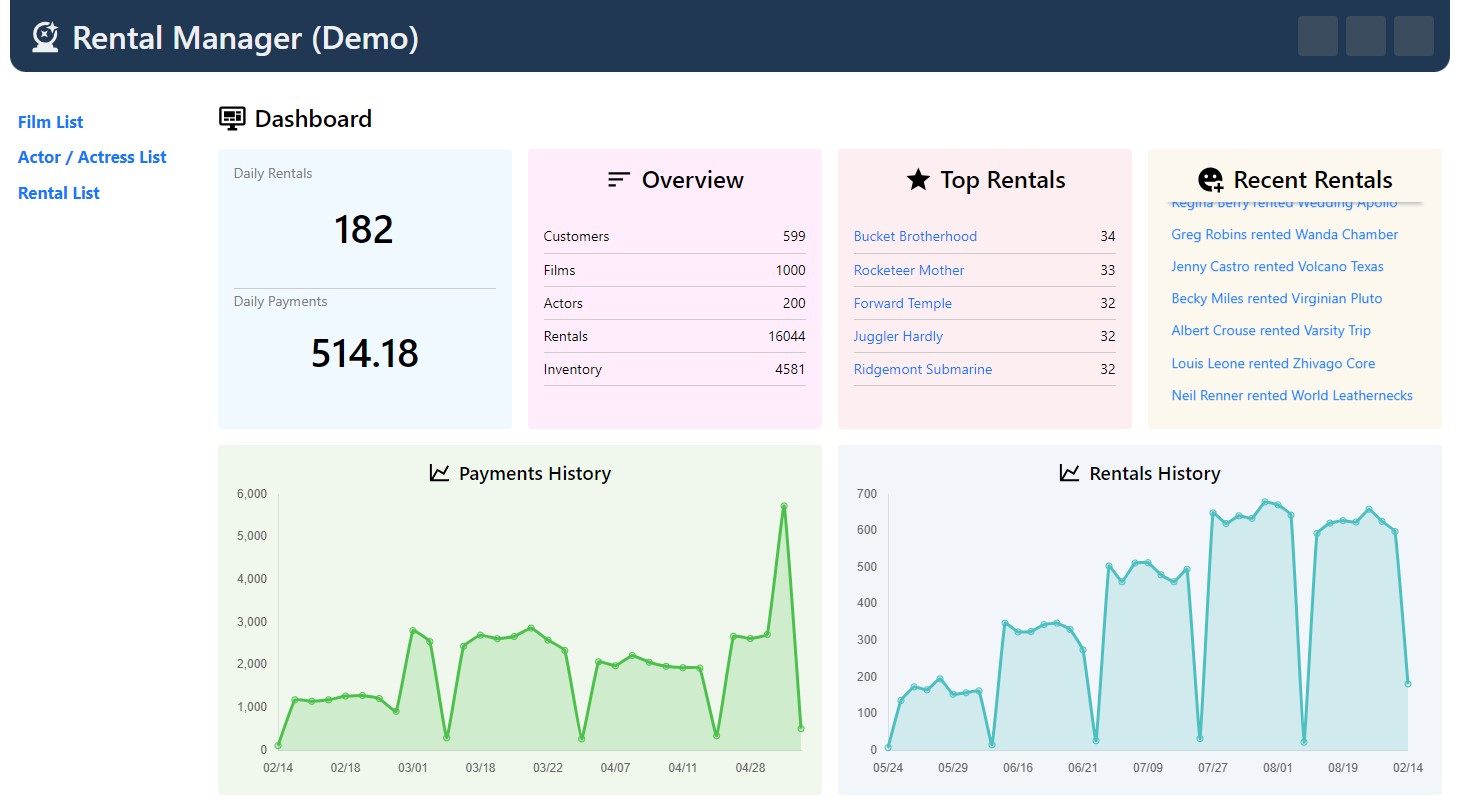 Rental Manager (Demo)
Film List
Actor / Actress List
Rental List
Dashboard
Daily Rentals
182
Daily Payments
514.18
Overview
Customers 599
Films 1000
Actors 200
Rentals 16044
Inventory 4581
Top Rentals
Bucket Brotherhood 34
Rocketeer Mother 33
Forward Temple 32
Juggler Hardly 32
Ridgemont Submarine 32
Recent Rentals
Regina Berry rented Wedding Apollo
Greg Robins rented Wanda Chamber
Jenny Castro rented Volcano Texas
Becky Miles rented Virginian Pluto
Albert Crouse rented Varsity Trip
Louis Leone rented Zhivago Core
Neil Renner rented World Leathernecks
Payments History
6,000
5,000
4,000
3,000
2,000
1,000
0
02/14 02/18 03/01 03/18 03/22 04/07 04/11 04/28
Rentals History
700
600
500
400
300
200
100
0
05/24 05/29 06/16 06/21 07/09 07/27 08/01 08/19 02/14